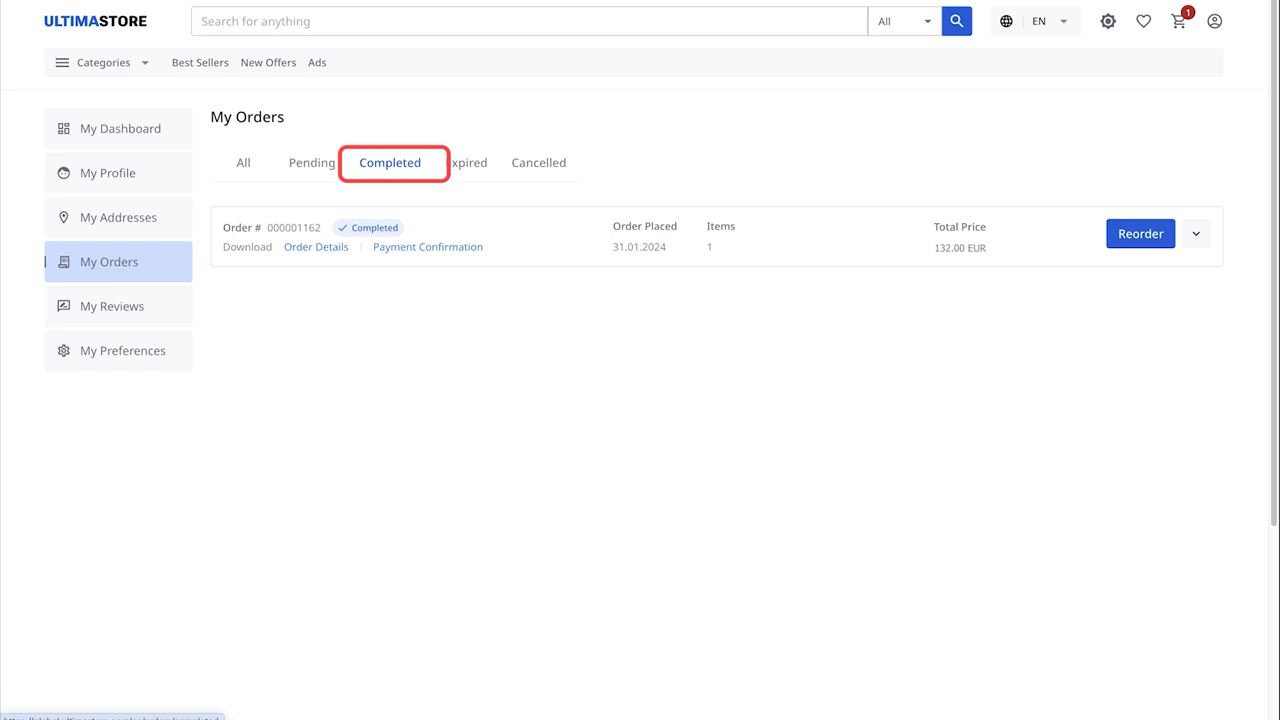 ULTIMASTORE
Search for anything
All
EN
1
Categories
Best Sellers
New Offers
Ads
My Dashboard
My Profile
My Addresses
My Orders
My Reviews
My Preferences
My Orders
All
Pending
Completed
xpired
Cancelled
Order # 000001162
Completed
Download
Order Details
Payment Confirmation
Order Placed
31.01.2024
Items
1
Total Price
132.00 EUR
Reorder